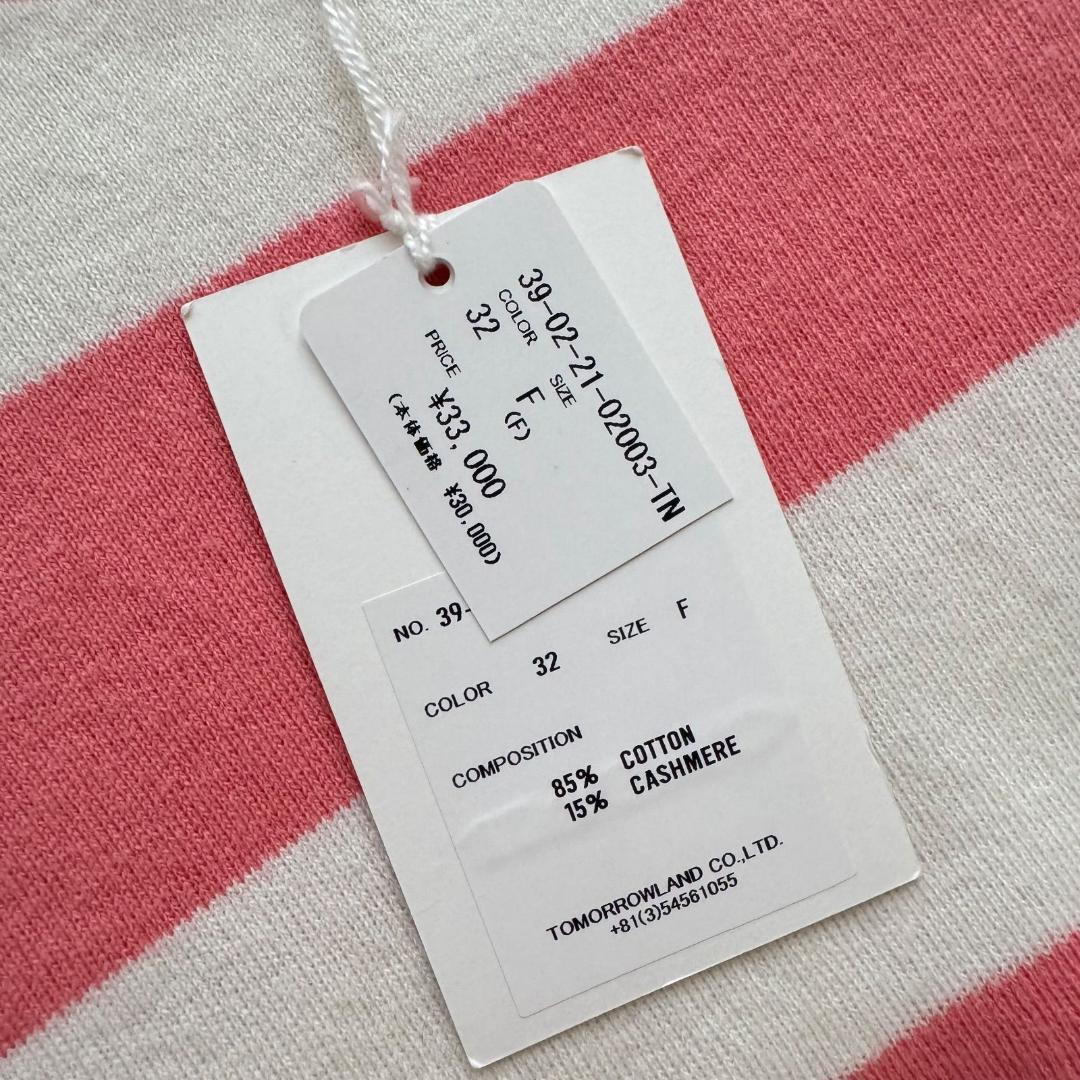 39-02-21-02003-TN
COLOR SIZE
32 F
(F)
PRICE ¥33,000
(本体価格 ¥30,000)
NO. 39-
SIZE F
COLOR 32
COMPOSITION
85% COTTON
15% CASHMERE
TOMORROWLAND CO.,LTD.
+81(3)54561055